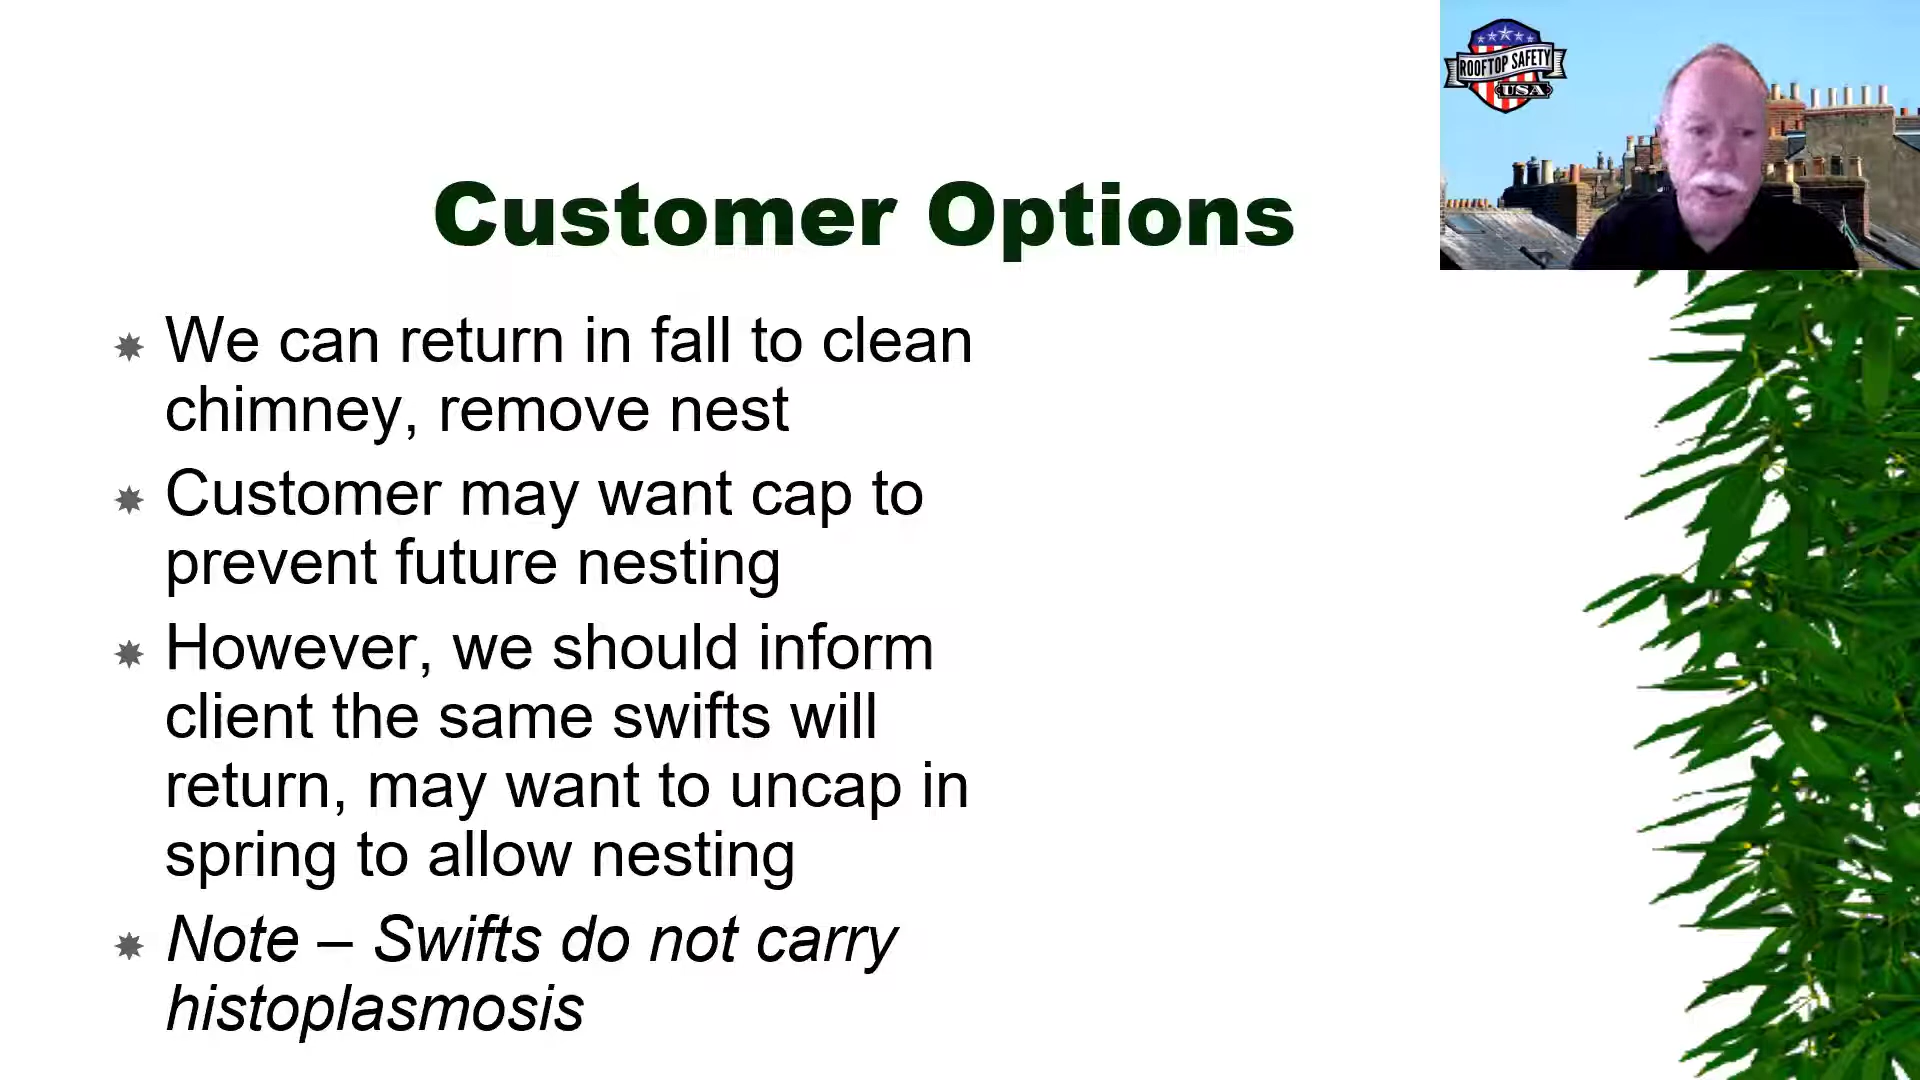 ROOFTOP SAFETY
USA
Customer Options
We can return in fall to clean
chimney, remove nest
Customer may want cap to
prevent future nesting
However, we should inform
client the same swifts will
return, may want to uncap in
spring to allow nesting
Note – Swifts do not carry
histoplasmosis